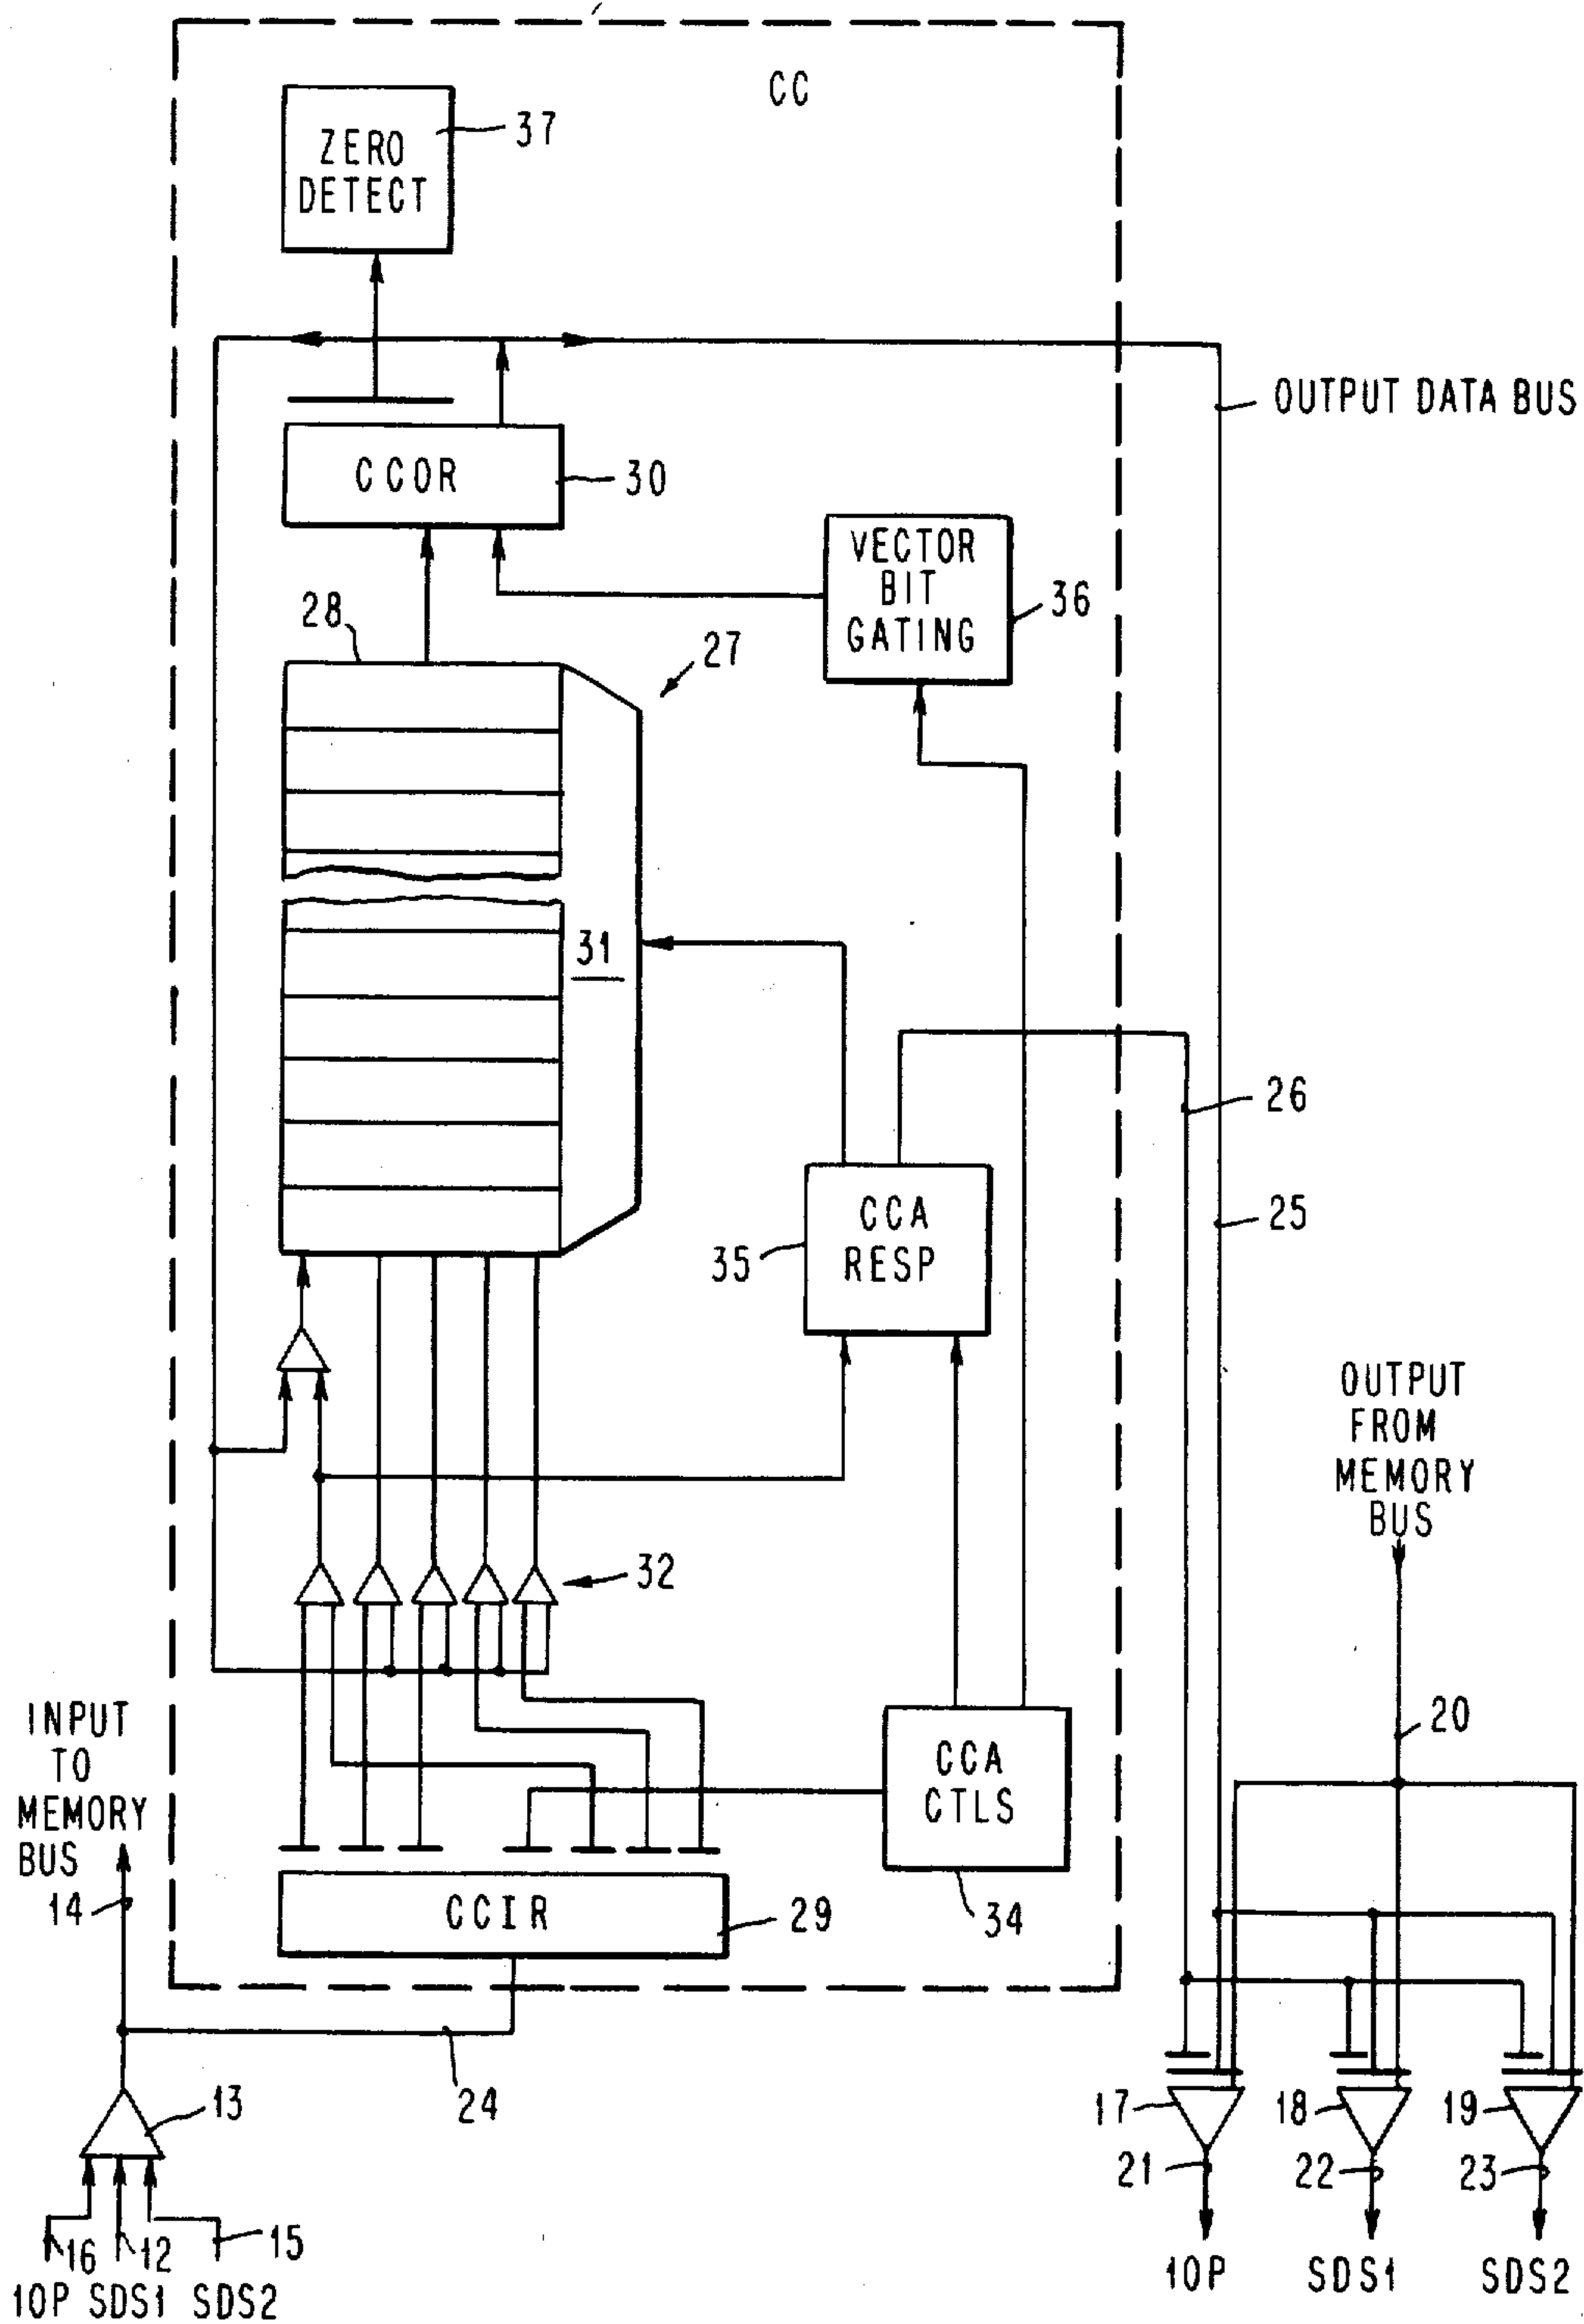 CC
ZERO
DETECT
37
OUTPUT DATA BUS
CCOR
30
VECTOR
BIT
GATING
36
28
27
31
26
25
CCA
RESP
35
OUTPUT
FROM
MEMORY
BUS
32
20
INPUT
TO
MEMORY
BUS
14
CCA
CTLS
34
CCIR
29
24
13
17
18
19
21
22
23
16
12
15
IOP
SDS1
SDS2
IOP
SDS1
SDS2